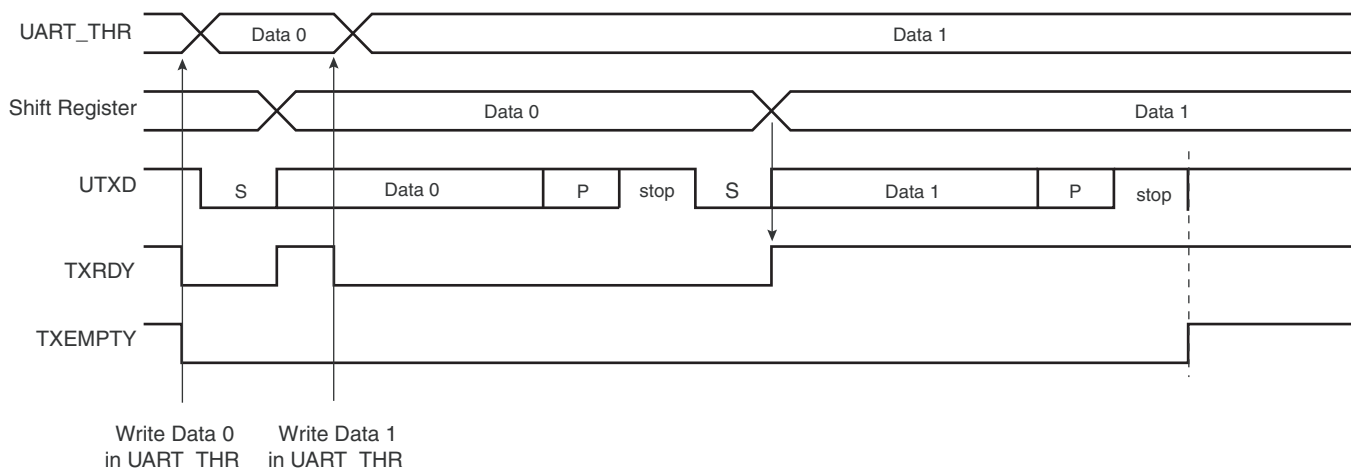 UART_THR Data 0 Data 1
Shift Register Data 0 Data 1
UTXD S Data 0 P stop S Data 1 P stop
TXRDY
TXEMPTY
Write Data 0 Write Data 1
in UART_THR in UART_THR